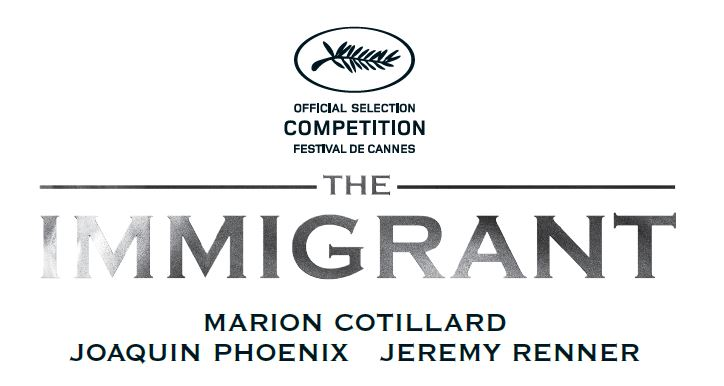 OFFICIAL SELECTION
COMPETITION
FESTIVAL DE CANNES
THE
IMMIGRANT
MARION COTILLARD
JOAQUIN PHOENIX JEREMY RENNER